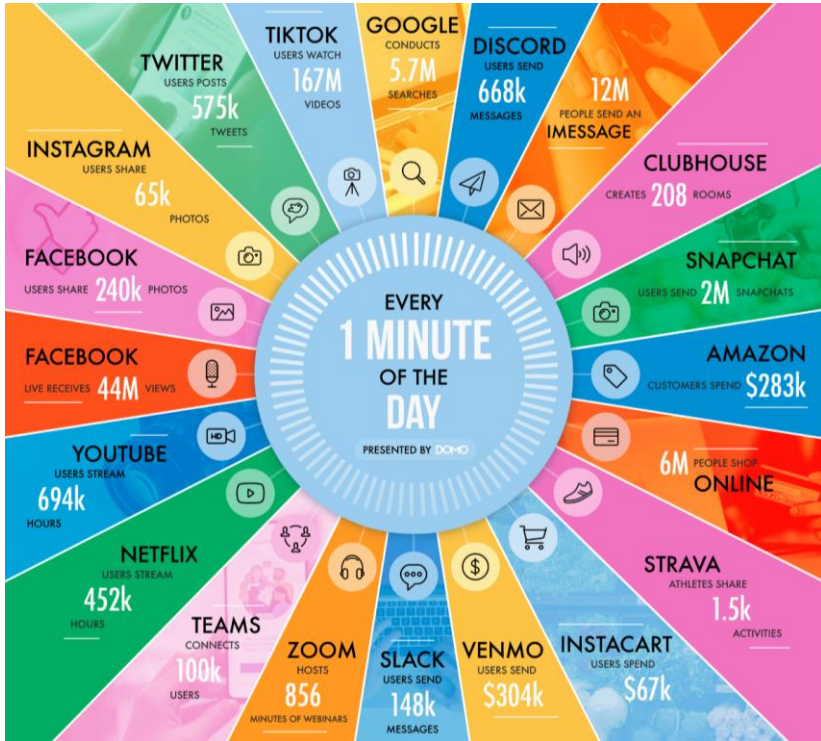 EVERY
1 MINUTE
OF THE
DAY
PRESENTED BY DOMO
GOOGLE
CONDUCTS
5.7M
SEARCHES
DISCORD
USERS SEND
668k
MESSAGES
12M
PEOPLE SEND AN
IMESSAGE
CLUBHOUSE
CREATES 208 ROOMS
SNAPCHAT
USERS SEND 2M SNAPCHATS
AMAZON
CUSTOMERS SPEND $283k
6M PEOPLE SHOP
ONLINE
STRAVA
ATHLETES SHARE
1.5k
ACTIVITIES
INSTACART
USERS SPEND
$67k
VENMO
USERS SEND
$304k
SLACK
USERS SEND
148k
MESSAGES
ZOOM
HOSTS
856
MINUTES OF WEBINARS
TEAMS
CONNECTS
100k
USERS
NETFLIX
USERS STREAM
452k
HOURS
YOUTUBE
USERS STREAM
694k
HOURS
HD
FACEBOOK
LIVE RECEIVES 44M VIEWS
FACEBOOK
USERS SHARE 240k PHOTOS
INSTAGRAM
USERS SHARE
65k
PHOTOS
TWITTER
USERS POSTS
575k
TWEETS
TIKTOK
USERS WATCH
167M
VIDEOS